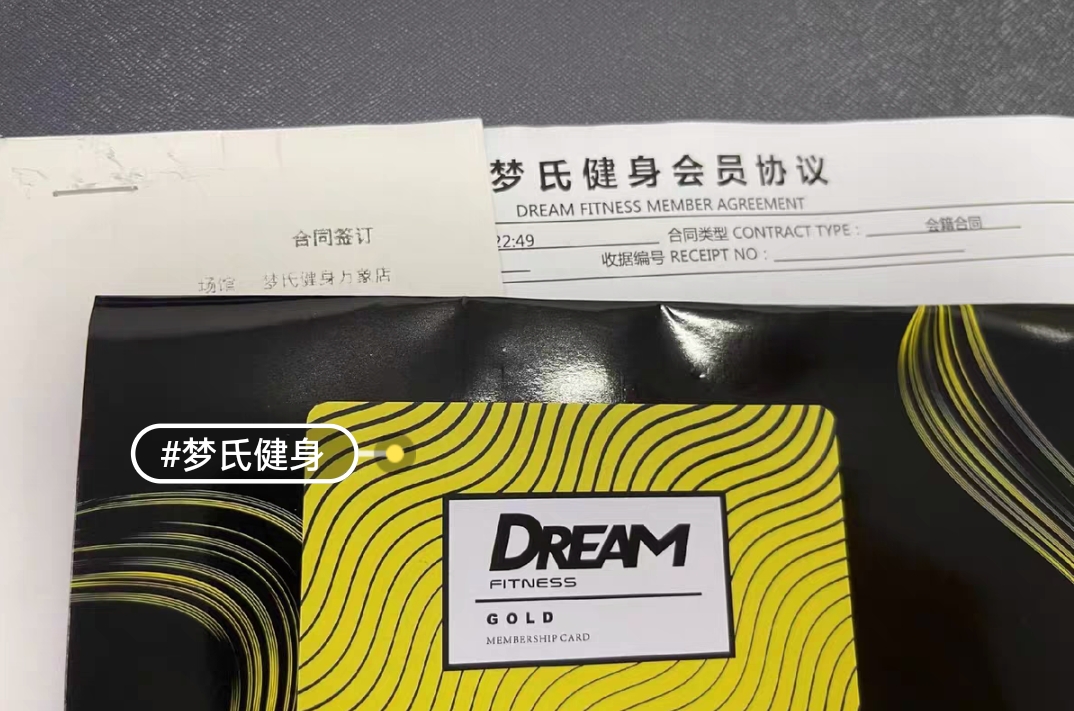 梦氏健身会员协议
DREAM FITNESS MEMBER AGREEMENT
22:49 合同类型 CONTRACT TYPE： 会籍合同
收据编号 RECEIPT NO：
合同签订
场馆 梦氏健身万象店
#梦氏健身
DREAM
FITNESS
GOLD
MEMBERSHIP CARD